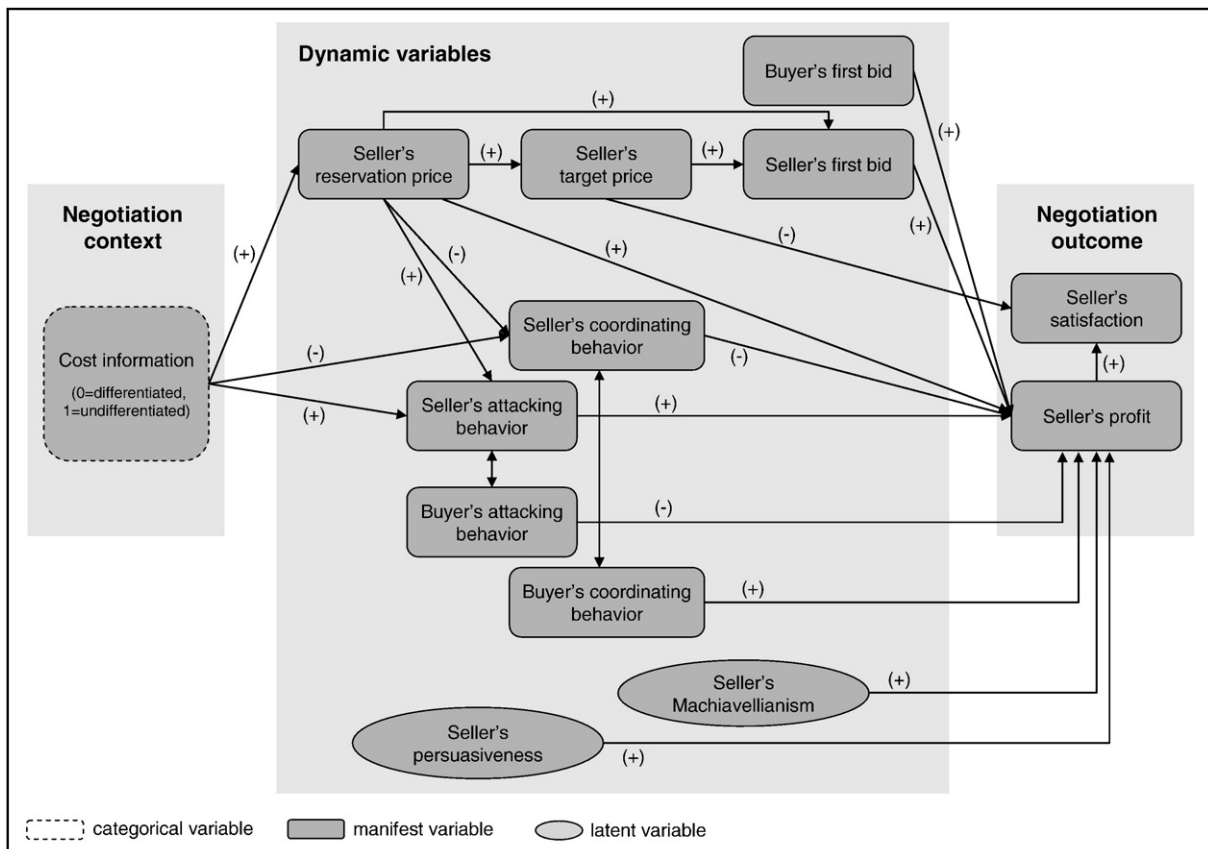 Dynamic variables
Buyer's first bid
(+)
(+)
Seller's
reservation price
(+)
Seller's
target price
(+)
Seller's first bid
Negotiation
context
(+)
(-)
(+)
(+)
(-)
(+)
Negotiation
outcome
Cost information
(0=differentiated,
1=undifferentiated)
(-)
(+)
Seller's coordinating
behavior
(-)
Seller's
satisfaction
(+)
Seller's attacking
behavior
(+)
Seller's profit
Buyer's attacking
behavior
(-)
Buyer's coordinating
behavior
(+)
Seller's
Machiavellianism
(+)
Seller's
persuasiveness
(+)
categorical variable
manifest variable
latent variable